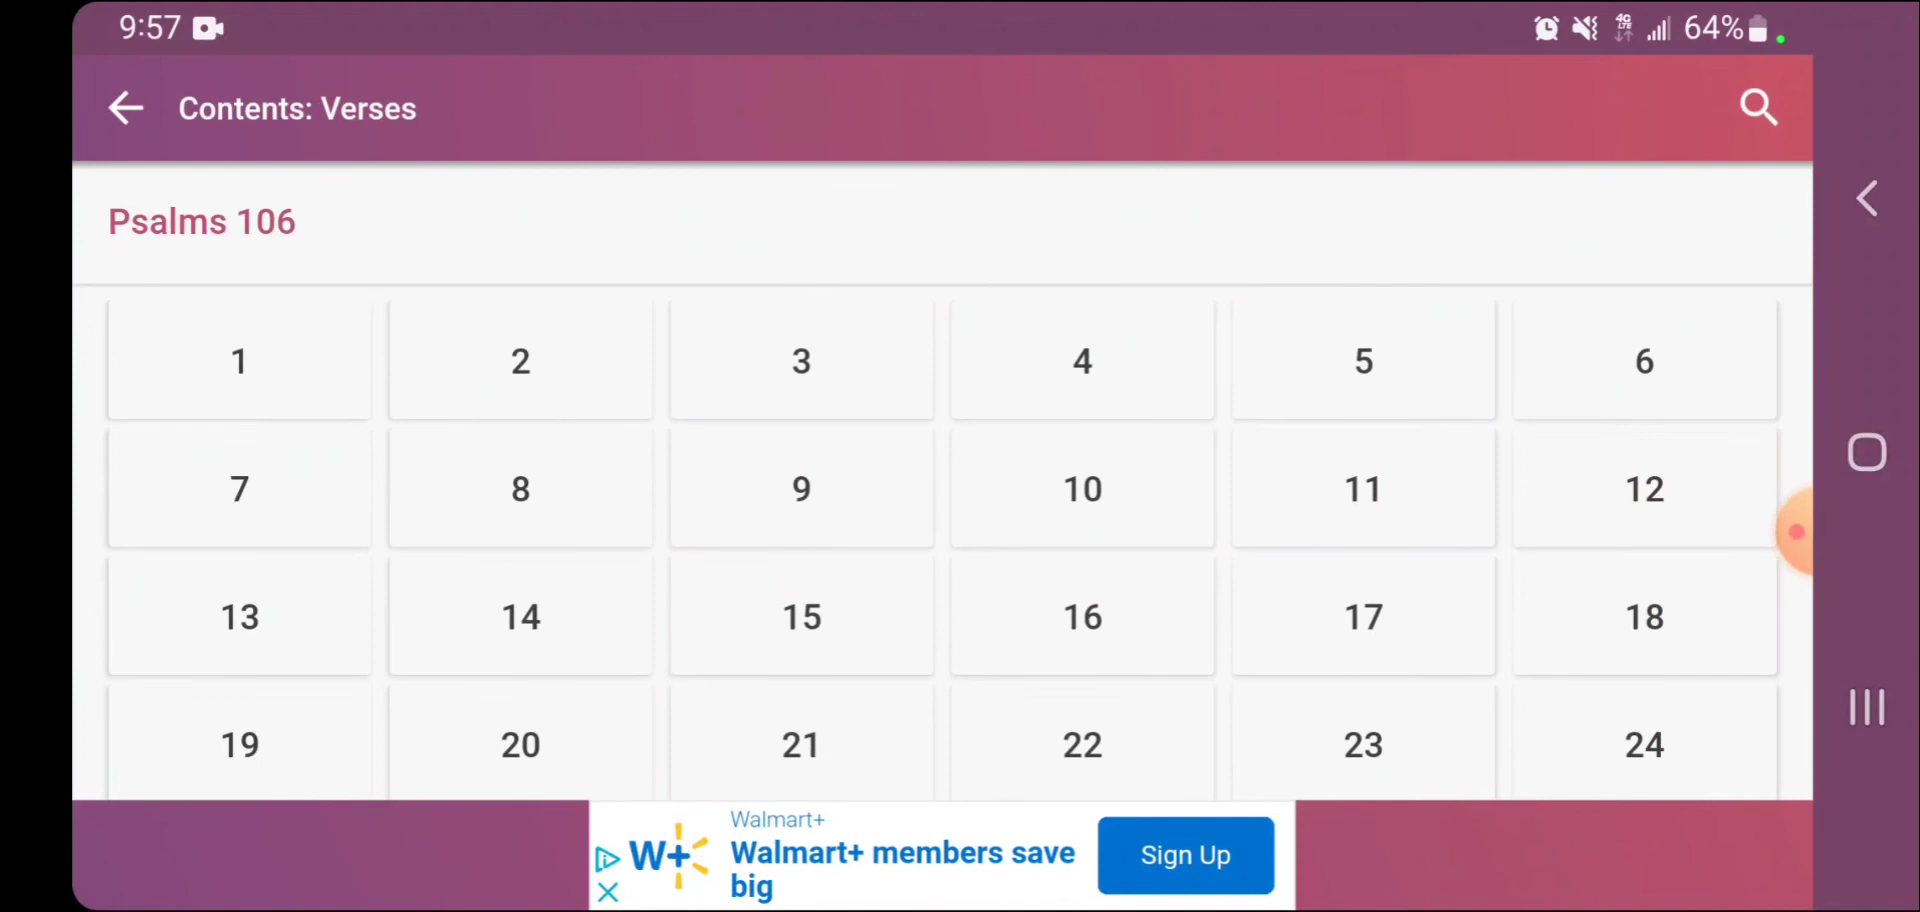 9:57 4G LTE 64%
Contents: Verses
Psalms 106
1 2 3 4 5 6
7 8 9 10 11 12
13 14 15 16 17 18
19 20 21 22 23 24
Walmart+
W+ Walmart+ members save
big
Sign Up